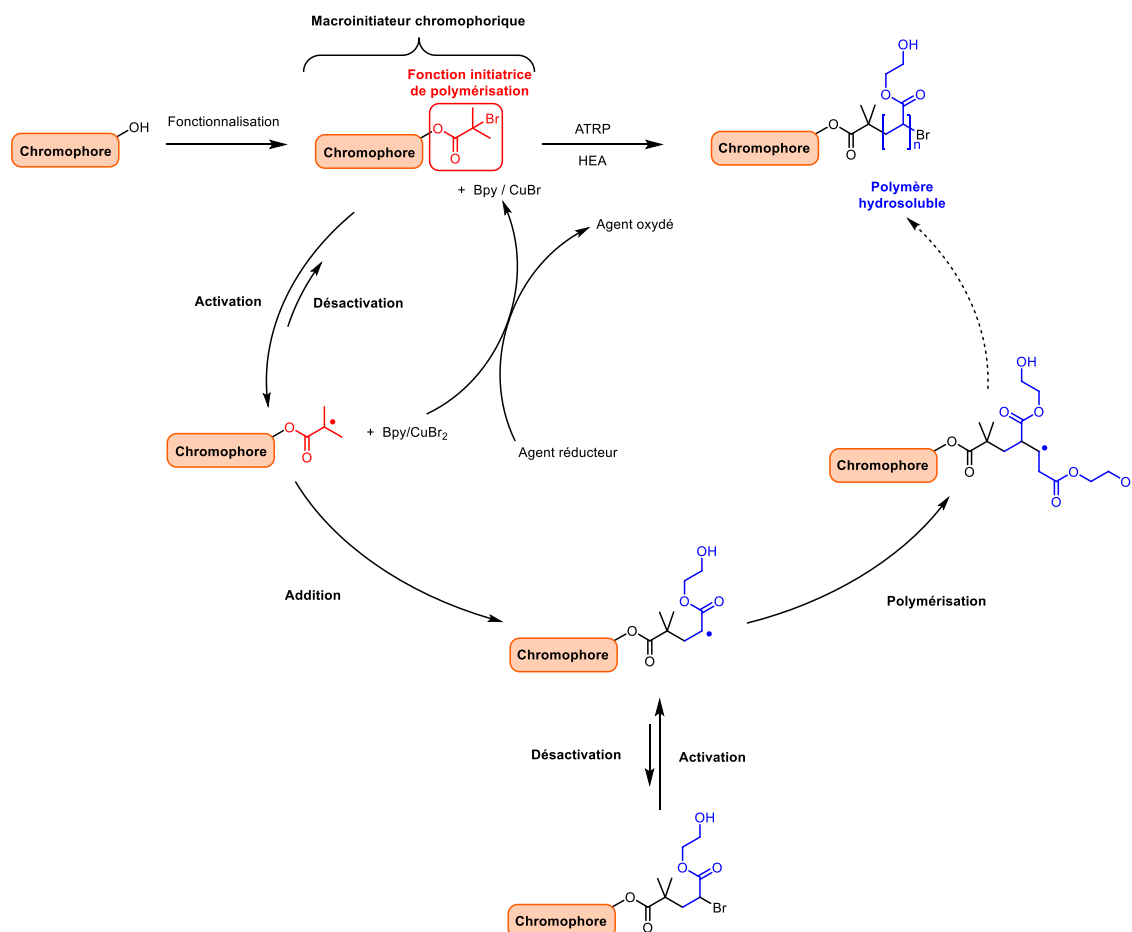 Macroinitiateur chromophorique
Fonction initiatrice
de polymérisation
OH
Chromophore
Fonctionnalisation
Chromophore
O
O
Br
+ Bpy / CuBr
ATRP
HEA
OH
O
O
Chromophore
O
O
Br
n
Polymère
hydrosoluble
Agent oxydé
Activation
Désactivation
Chromophore
O
O
+ Bpy/CuBr2
Agent réducteur
OH
O
O
Chromophore
O
O
O
O
O
Addition
Polymérisation
OH
O
O
Chromophore
O
O
Désactivation
Activation
OH
O
O
Chromophore
O
O
Br